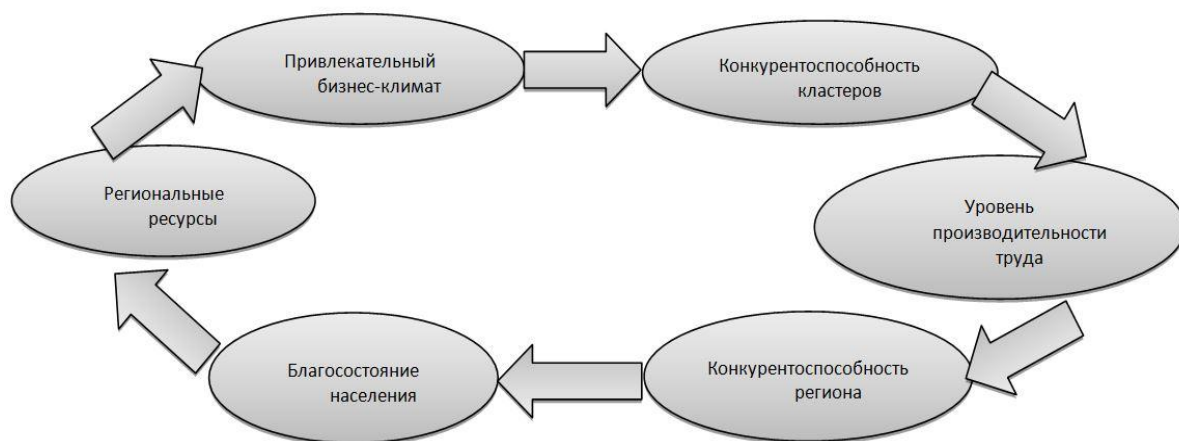 Привлекательный
бизнес-климат
Конкурентоспособность
кластеров
Региональные
ресурсы
Уровень
производительности
труда
Благосостояние
населения
Конкурентоспособность
региона